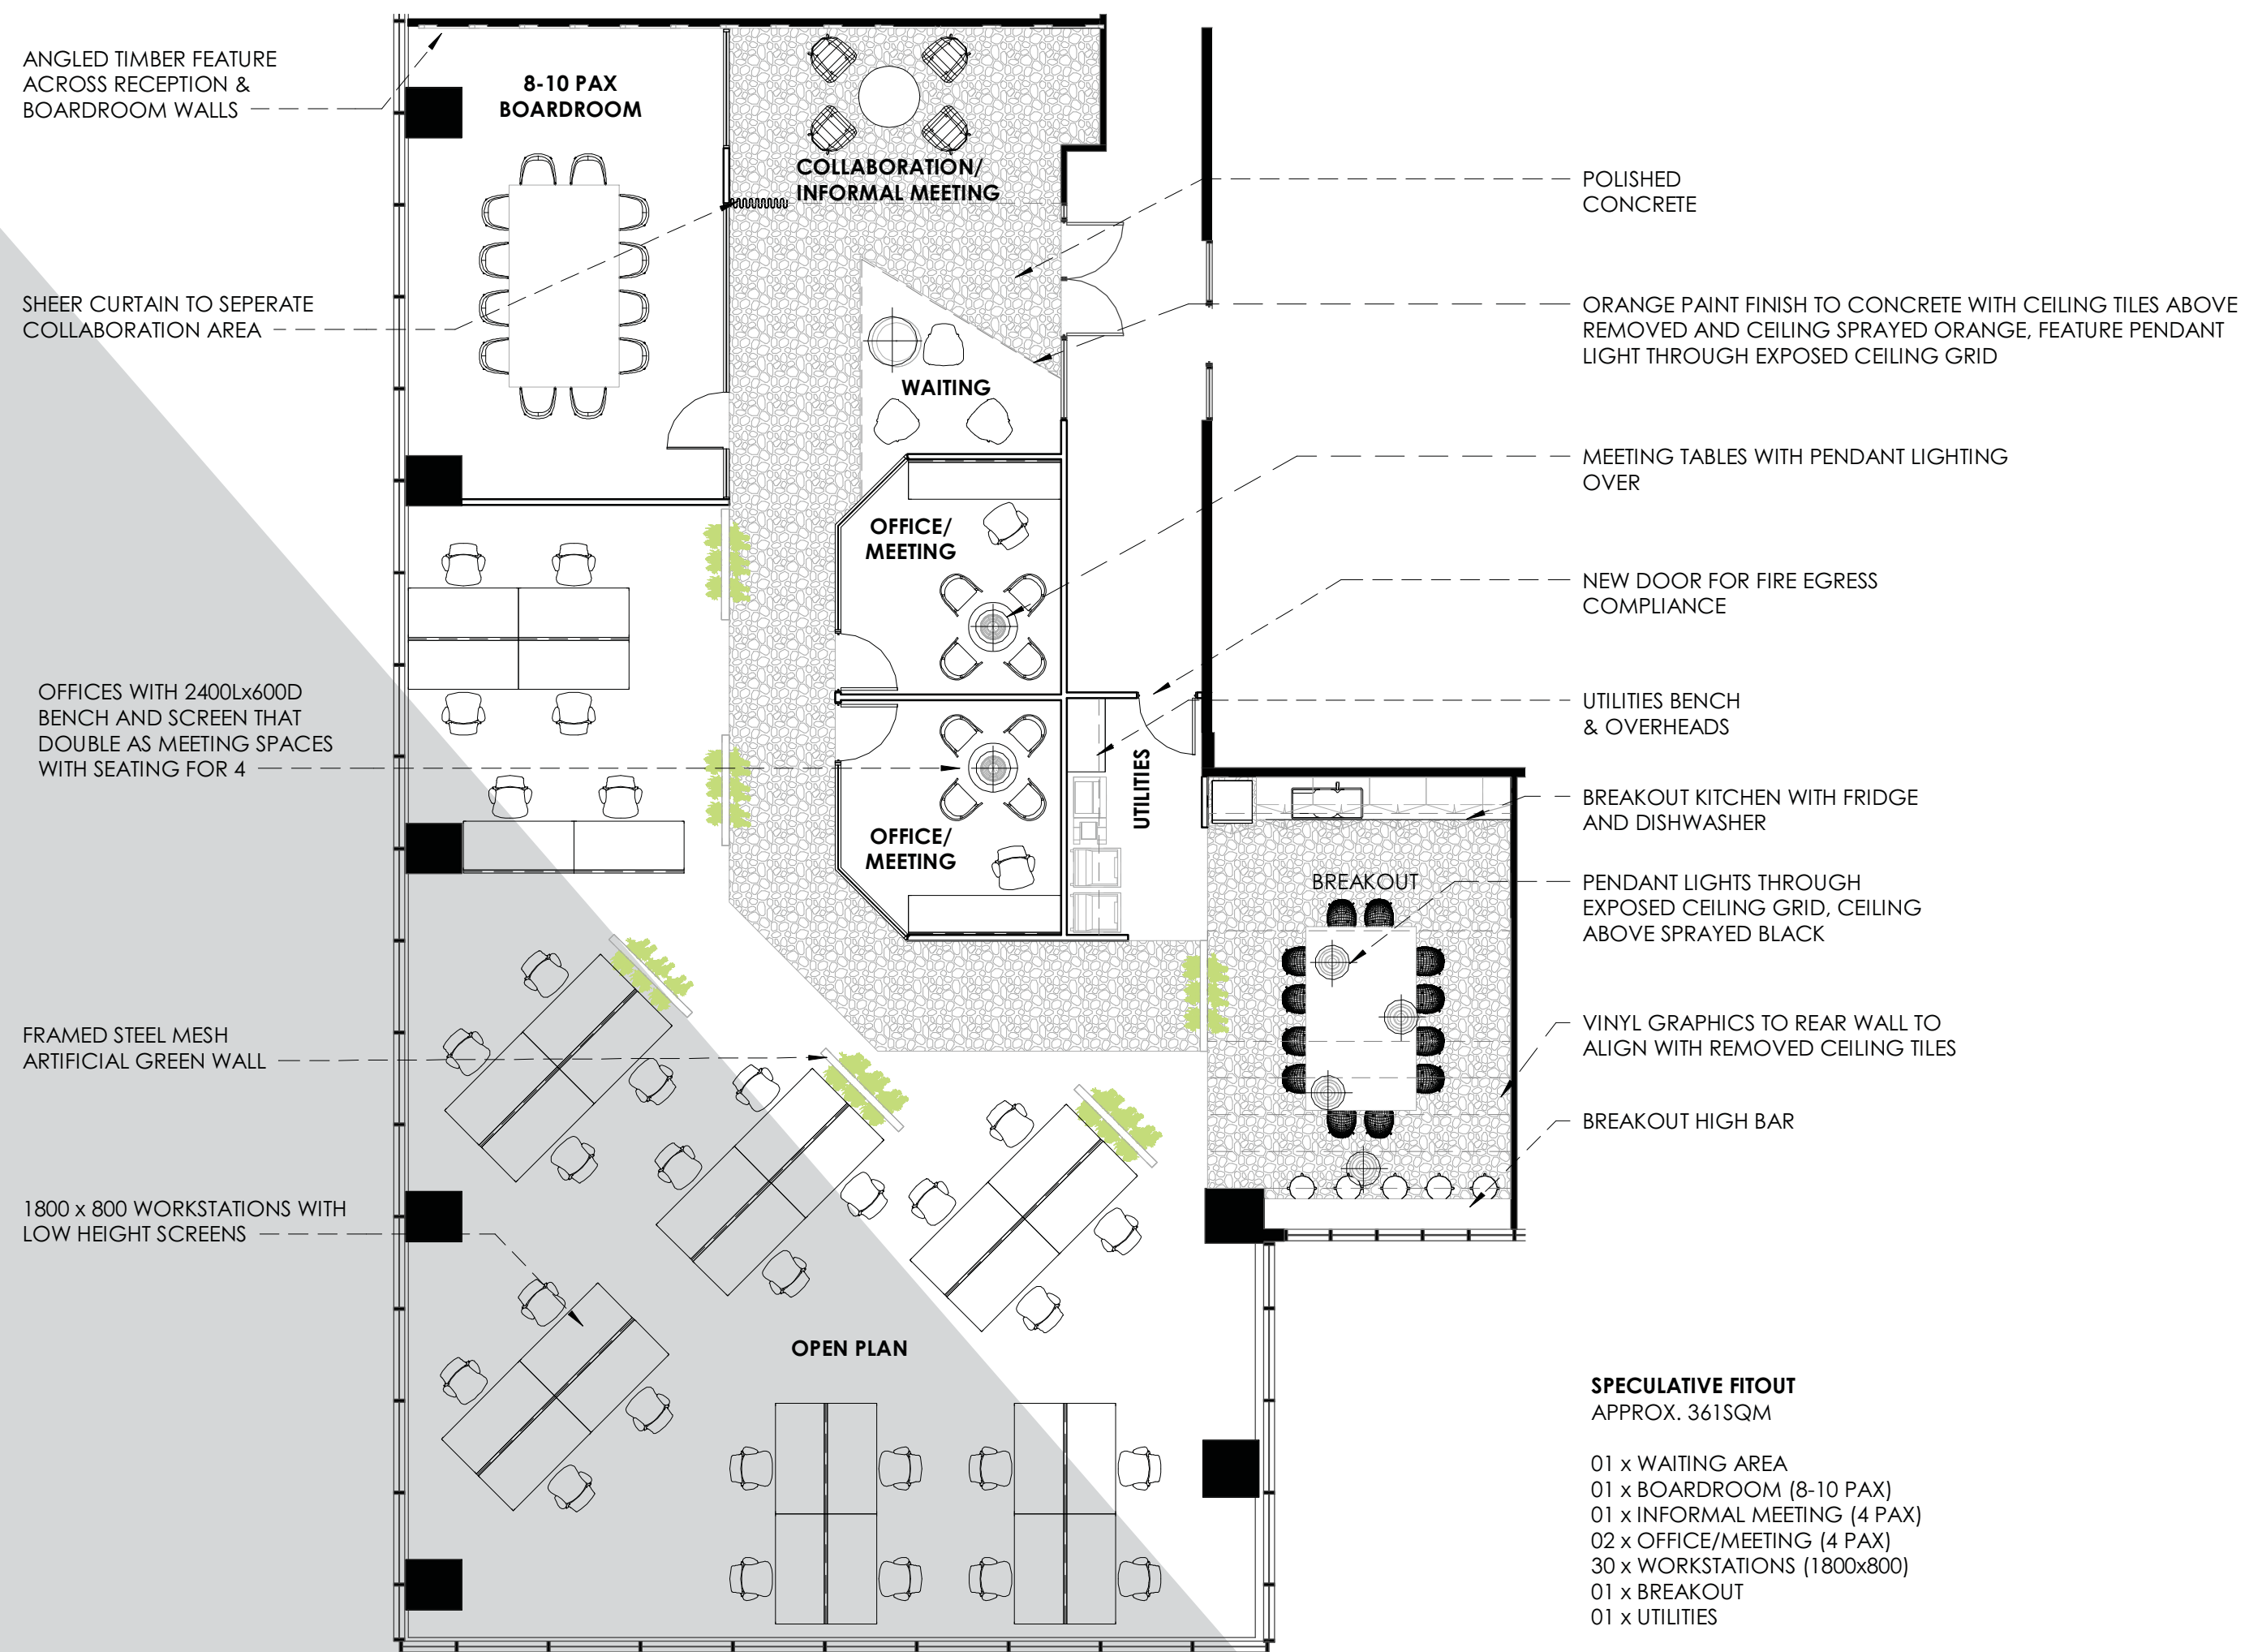 ANGLED TIMBER FEATURE
ACROSS RECEPTION &
BOARDROOM WALLS
SHEER CURTAIN TO SEPERATE
COLLABORATION AREA
OFFICES WITH 2400Lx600D
BENCH AND SCREEN THAT
DOUBLE AS MEETING SPACES
WITH SEATING FOR 4
FRAMED STEEL MESH
ARTIFICIAL GREEN WALL
1800 x 800 WORKSTATIONS WITH
LOW HEIGHT SCREENS
8-10 PAX
BOARDROOM
COLLABORATION/
INFORMAL MEETING
WAITING
OFFICE/
MEETING
OFFICE/
MEETING
UTILITIES
BREAKOUT
OPEN PLAN
POLISHED
CONCRETE
ORANGE PAINT FINISH TO CONCRETE WITH CEILING TILES ABOVE
REMOVED AND CEILING SPRAYED ORANGE, FEATURE PENDANT
LIGHT THROUGH EXPOSED CEILING GRID
MEETING TABLES WITH PENDANT LIGHTING
OVER
NEW DOOR FOR FIRE EGRESS
COMPLIANCE
UTILITIES BENCH
& OVERHEADS
BREAKOUT KITCHEN WITH FRIDGE
AND DISHWASHER
PENDANT LIGHTS THROUGH
EXPOSED CEILING GRID, CEILING
ABOVE SPRAYED BLACK
VINYL GRAPHICS TO REAR WALL TO
ALIGN WITH REMOVED CEILING TILES
BREAKOUT HIGH BAR
SPECULATIVE FITOUT
APPROX. 361SQM
01 x WAITING AREA
01 x BOARDROOM (8-10 PAX)
01 x INFORMAL MEETING (4 PAX)
02 x OFFICE/MEETING (4 PAX)
30 x WORKSTATIONS (1800x800)
01 x BREAKOUT
01 x UTILITIES